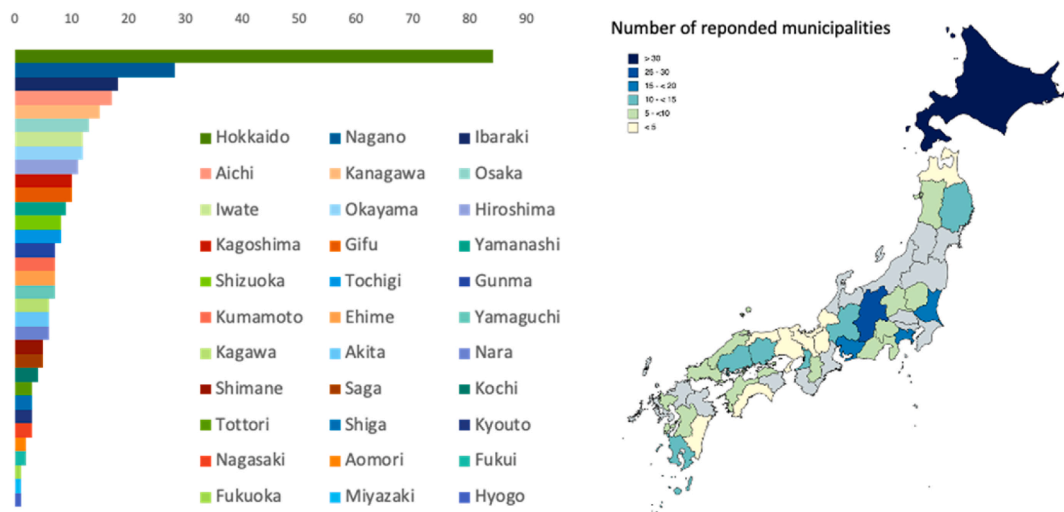 0 10 20 30 40 50 60 70 80 90
Hokkaido Nagano Ibaraki
Aichi Kanagawa Osaka
Iwate Okayama Hiroshima
Kagoshima Gifu Yamanashi
Shizuoka Tochigi Gunma
Kumamoto Ehime Yamaguchi
Kagawa Akita Nara
Shimane Saga Kochi
Tottori Shiga Kyouto
Nagasaki Aomori Fukui
Fukuoka Miyazaki Hyogo
Number of reponded municipalities
> 30
25 - 30
15 - < 20
10 - < 15
5 - <10
< 5